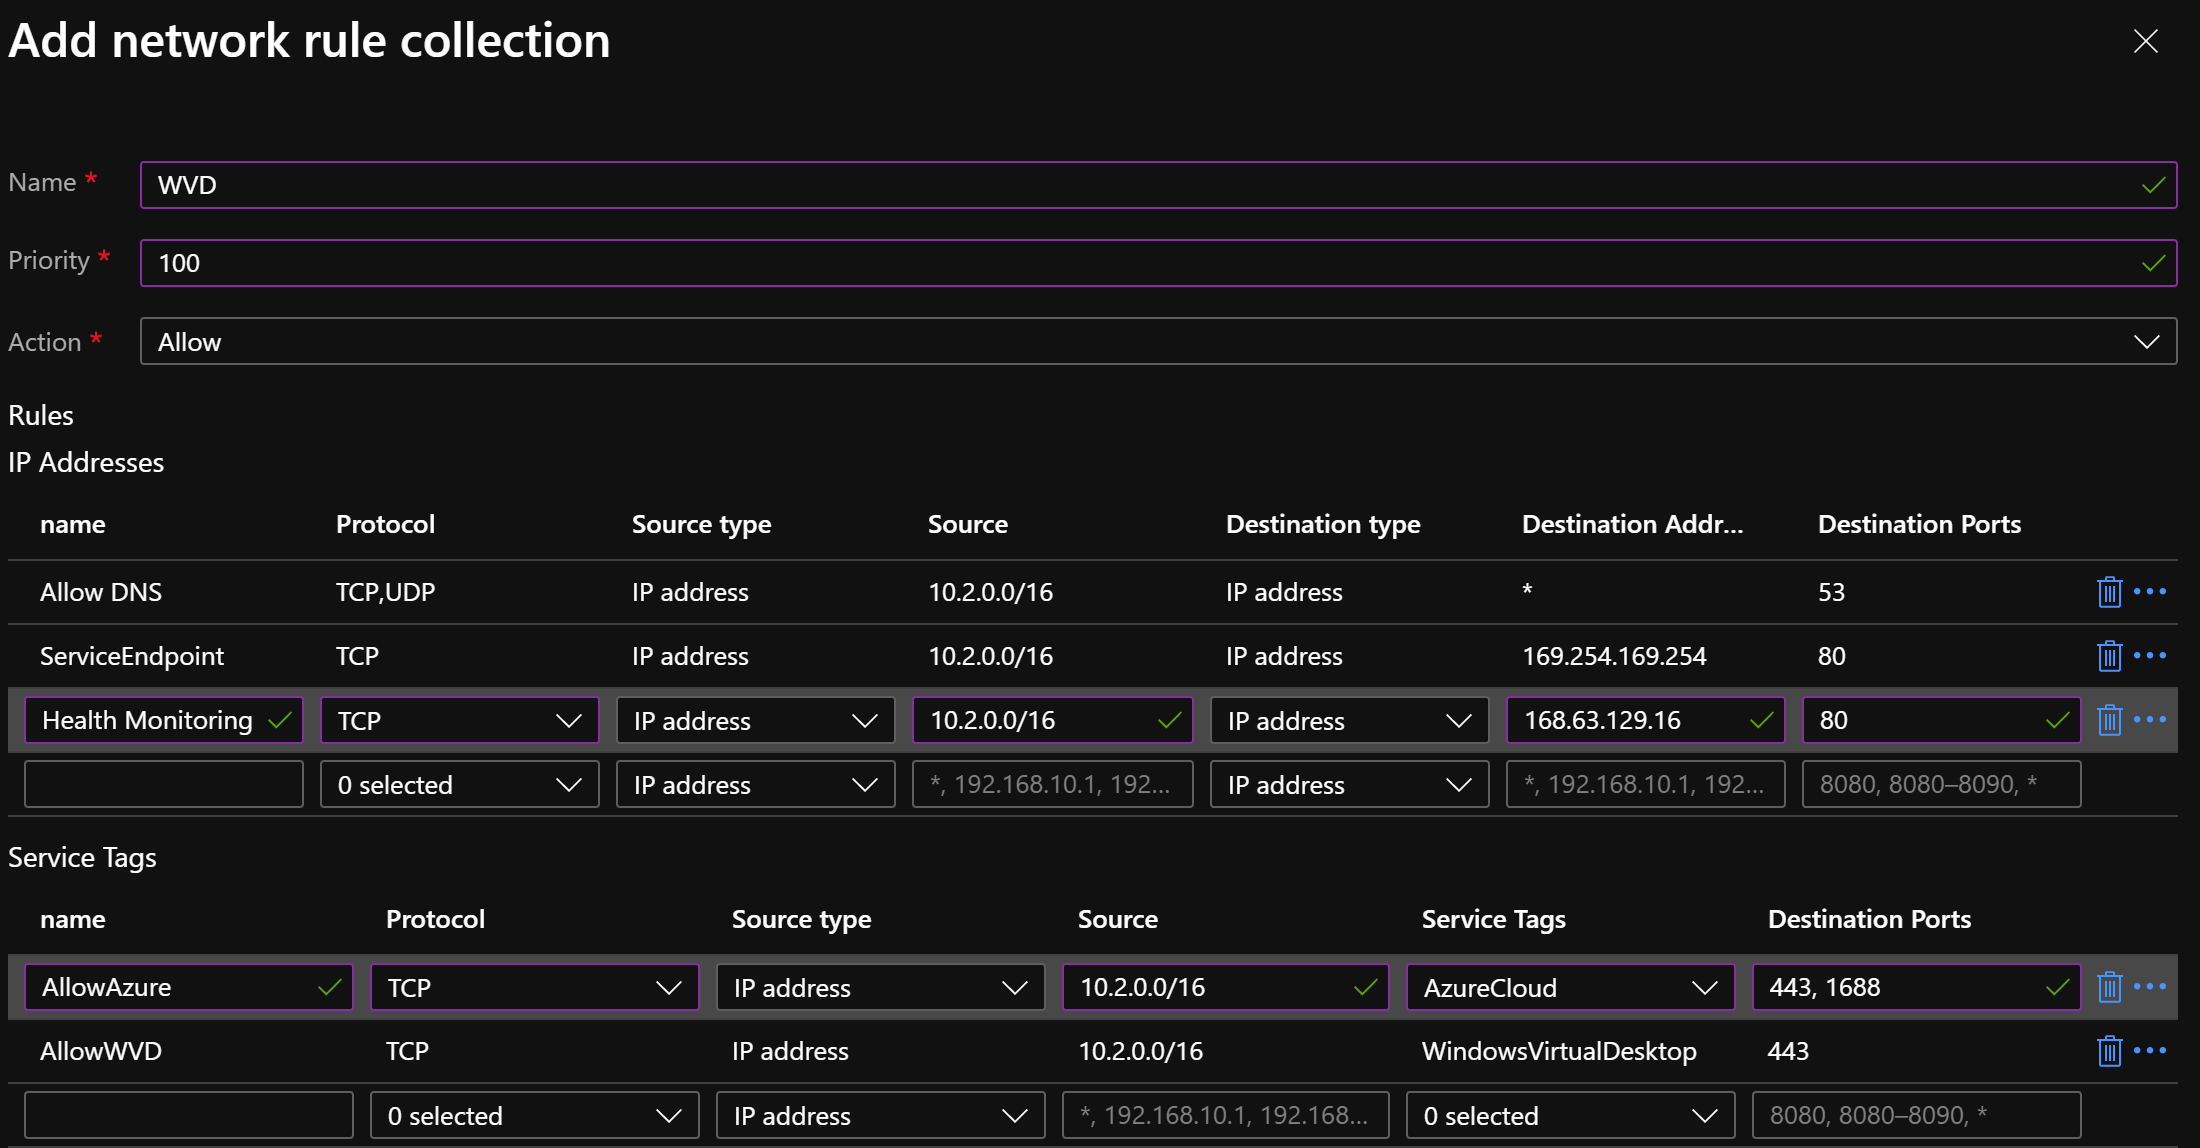 Add network rule collection
Name *
WVD
Priority *
100
Action *
Allow
Rules
IP Addresses
name Protocol Source type Source Destination type Destination Addr... Destination Ports
Allow DNS TCP,UDP IP address 10.2.0.0/16 IP address * 53
ServiceEndpoint TCP IP address 10.2.0.0/16 IP address 169.254.169.254 80
Health Monitoring TCP IP address 10.2.0.0/16 IP address 168.63.129.16 80
0 selected IP address *, 192.168.10.1, 192... IP address *, 192.168.10.1, 192... 8080, 8080–8090, *
Service Tags
name Protocol Source type Source Service Tags Destination Ports
AllowAzure TCP IP address 10.2.0.0/16 AzureCloud 443, 1688
AllowWVD TCP IP address 10.2.0.0/16 WindowsVirtualDesktop 443
0 selected IP address *, 192.168.10.1, 192.168... 0 selected 8080, 8080–8090, *